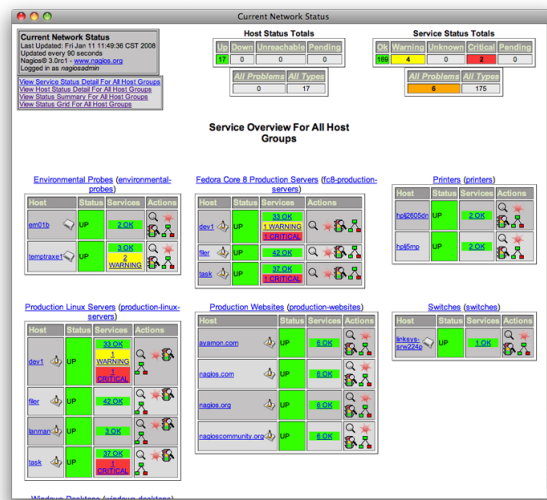 Current Network Status
Current Network Status
Last Updated: Fri Jan 11 11:49:36 CST 2008
Updated every 90 seconds
Nagios® 3.0rc1 - www.nagios.org
Logged in as nagiosadmin
View Service Status Detail For All Host Groups
View Host Status Detail For All Host Groups
View Status Summary For All Host Groups
View Status Grid For All Host Groups
Host Status Totals
Up Down Unreachable Pending
17 0 0 0
All Problems All Types
0 17
Service Status Totals
Ok Warning Unknown Critical Pending
169 4 0 2 0
All Problems All Types
6 175
Service Overview For All Host
Groups
Environmental Probes (environmental-
probes)
Host Status Services Actions
em01b UP 2 OK
temptraxe1 UP 3 OK
2
WARNING
Fedora Core 8 Production Servers (fc8-production-
servers)
Host Status Services Actions
dev1 UP 33 OK
1 WARNING
1 CRITICAL
filer UP 42 OK
task UP 37 OK
1 CRITICAL
Printers (printers)
Host Status Services Actions
UP 2 OK
hplj5mp UP 2 OK
Production Linux Servers (production-linux-
servers)
Host Status Services Actions
dev1 UP 33 OK
1
WARNING
1
CRITICAL
filer UP 42 OK
lanman UP 3 OK
task UP 37 OK
1
CRITICAL
Production Websites (production-websites)
Host Status Services Actions
ayamon.com UP 6 OK
nagios.com UP 6 OK
nagios.org UP 6 OK
nagioscommunity.org UP 6 OK
Switches (switches)
Host Status Services Actions
linksys-
srw224p UP 1 OK
Windows Desktops (windows-desktops)